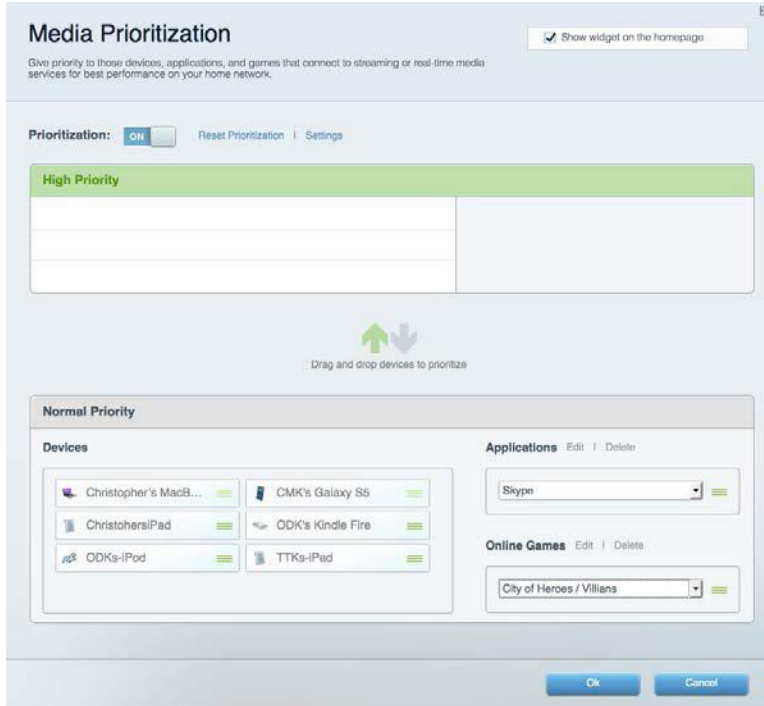 Media Prioritization
Show widget on the homepage
Give priority to those devices, applications, and games that connect to streaming or real-time media
services for best performance on your home network.
Prioritization: ON Reset Prioritization | Settings
High Priority
Drag and drop devices to prioritize
Normal Priority
Devices
Christopher's MacB...
CMK's Galaxy S5
ChristohersiPad
ODK's Kindle Fire
ODKs-iPod
TTKs-iPad
Applications Edit | Delete
Skype
Online Games Edit | Delete
City of Heroes / Villians
Ok
Cancel